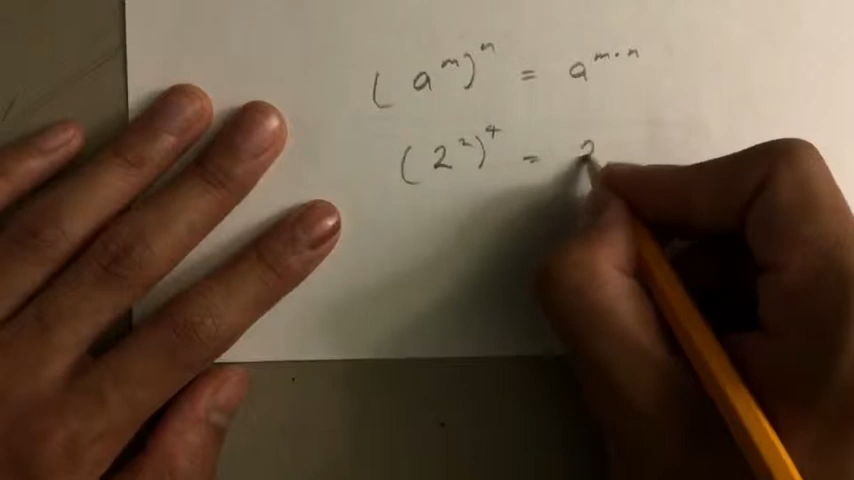 (a^m)^n = a^{m·n}
(2^2)^4 = 2